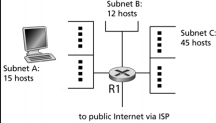 Subnet B:
12 hosts
Subnet A:
15 hosts
Subnet C:
45 hosts
R1
to public Internet via ISP